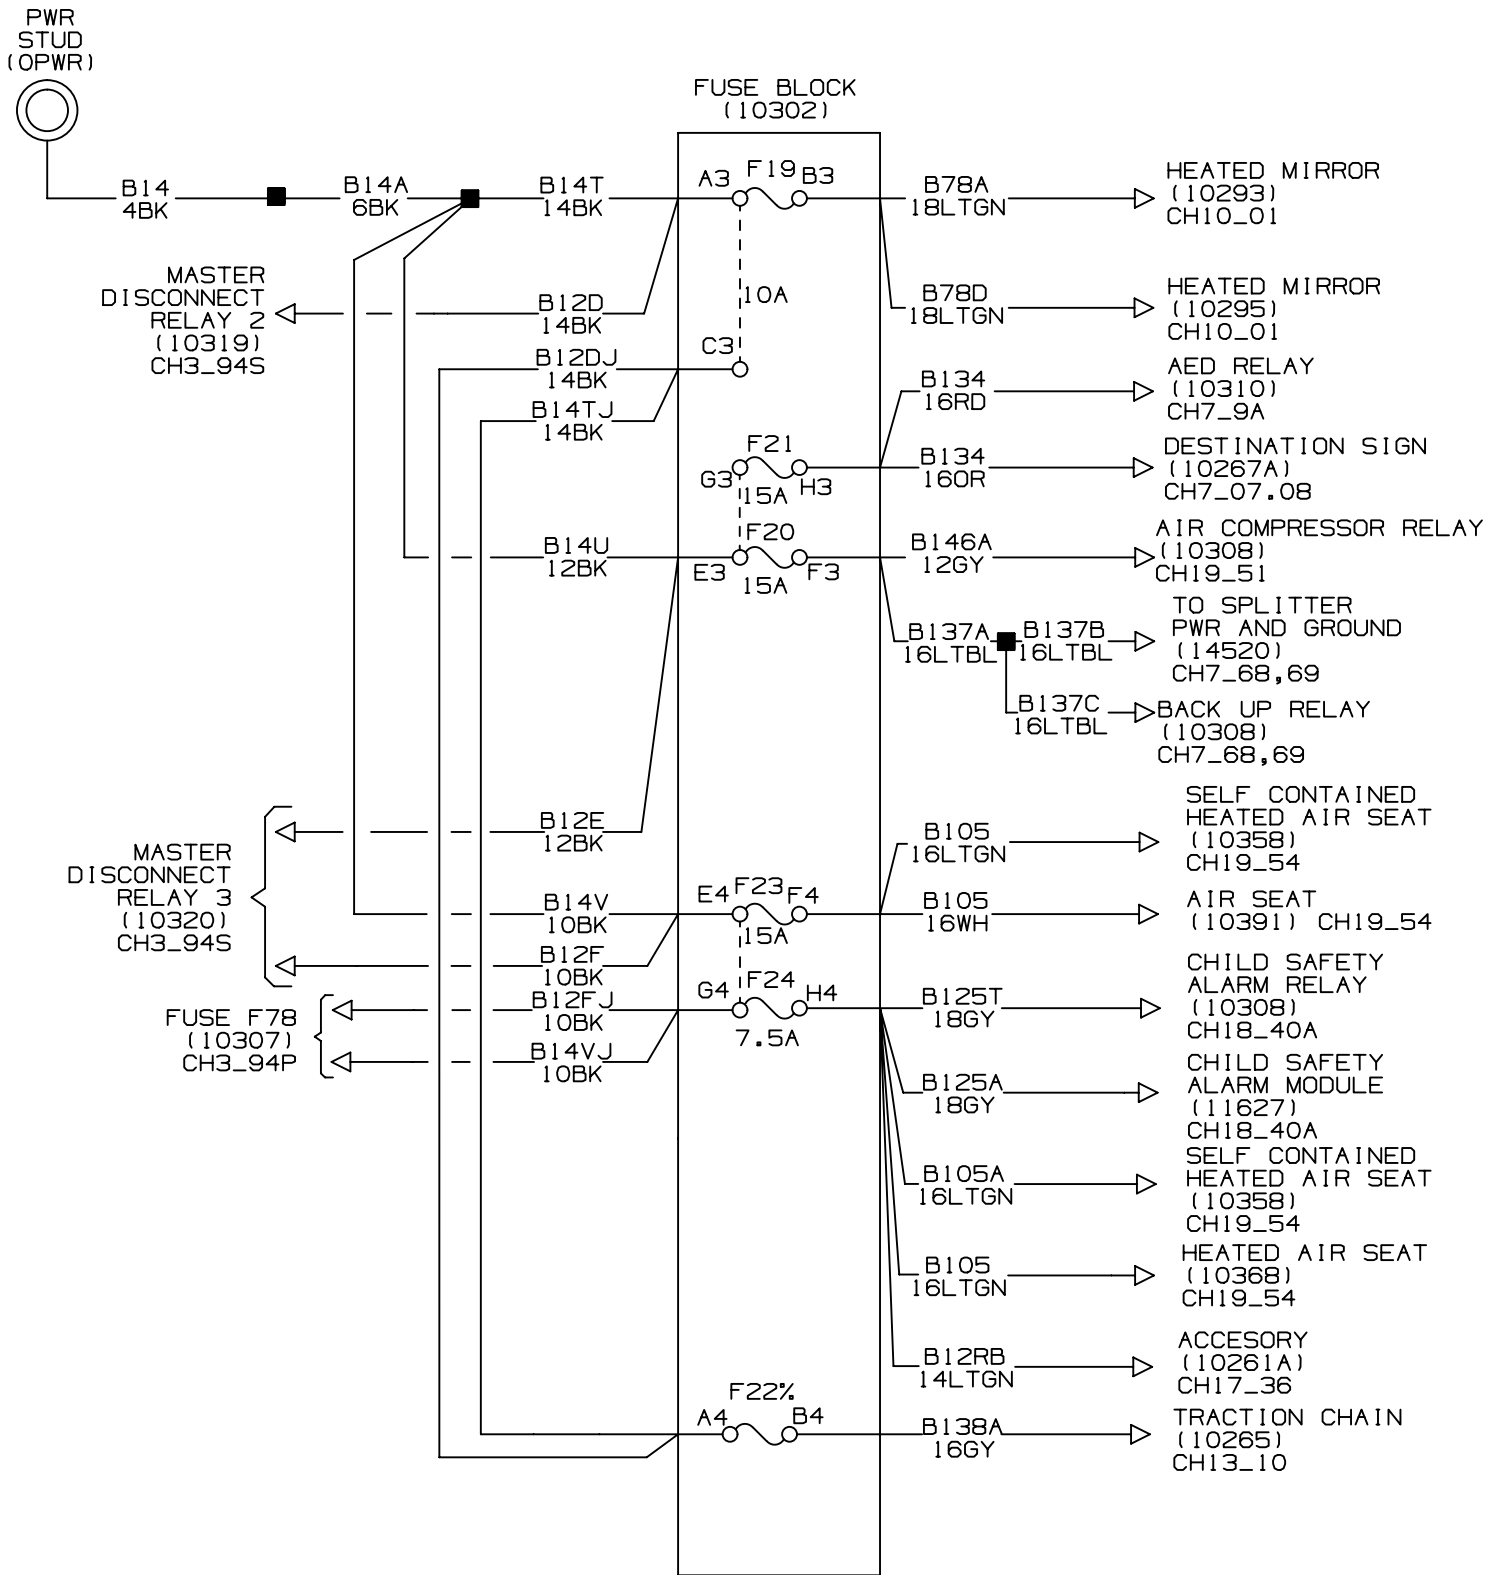 PWR
STUD
(OPWR)
FUSE BLOCK
(10302)
B14
4BK
B14A
6BK
B14T
14BK
A3
F19
B3
B78A
18LTGN
HEATED MIRROR
(10293)
CH10_01
MASTER
DISCONNECT
RELAY 2
(10319)
CH3_94S
B12D
14BK
10A
B78D
18LTGN
HEATED MIRROR
(10295)
CH10_01
B12DJ
14BK
C3
B14TJ
14BK
B134
16RD
AED RELAY
(10310)
CH7_9A
F21
G3
15A
H3
B134
16OR
DESTINATION SIGN
(10267A)
CH7_07.08
B14U
12BK
F20
E3
15A
F3
B146A
12GY
AIR COMPRESSOR RELAY
(10308)
CH19_51
B137A
16LTBL
B137B
16LTBL
TO SPLITTER
PWR AND GROUND
(14520)
CH7_68,69
B137C
16LTBL
BACK UP RELAY
(10308)
CH7_68,69
MASTER
DISCONNECT
RELAY 3
(10320)
CH3_94S
B12E
12BK
B105
16LTGN
SELF CONTAINED
HEATED AIR SEAT
(10358)
CH19_54
B14V
10BK
E4
F23
F4
15A
B105
16WH
AIR SEAT
(10391) CH19_54
B12F
10BK
FUSE F78
(10307)
CH3_94P
B12FJ
10BK
G4
F24
H4
7.5A
B125T
18GY
CHILD SAFETY
ALARM RELAY
(10308)
CH18_40A
B14VJ
10BK
B125A
18GY
CHILD SAFETY
ALARM MODULE
(11627)
CH18_40A
B105A
16LTGN
SELF CONTAINED
HEATED AIR SEAT
(10358)
CH19_54
B105
16LTGN
HEATED AIR SEAT
(10368)
CH19_54
B12RB
14LTGN
ACCESORY
(10261A)
CH17_36
F22%
A4
B4
B138A
16GY
TRACTION CHAIN
(10265)
CH13_10